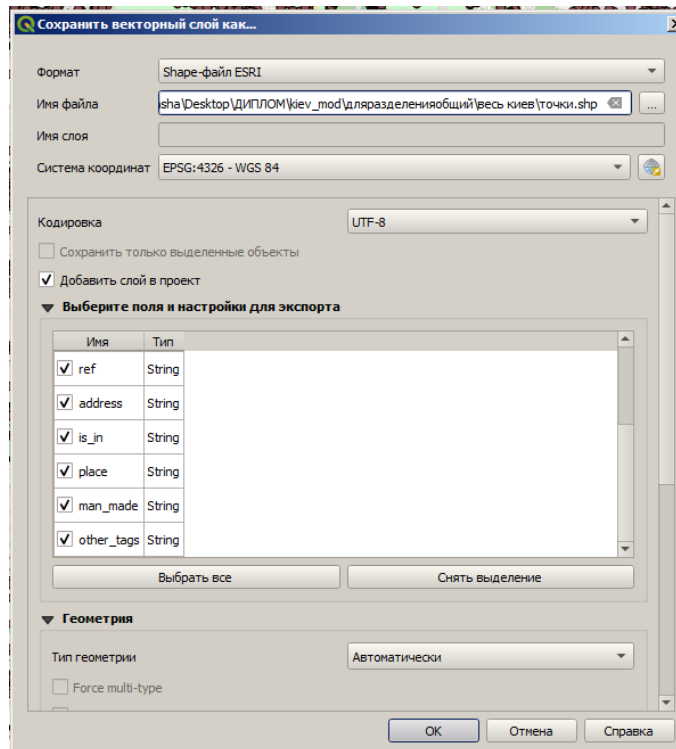 Сохранить векторный слой как...
Формат Shape-файл ESRI
Имя файла sha\Desktop\ДИПЛОМ\kiev_mod\дляразделенияобщий\весь киев\точки.shp ...
Имя слоя
Система координат EPSG:4326 - WGS 84
Кодировка UTF-8
Сохранить только выделенные объекты
Добавить слой в проект
Выберите поля и настройки для экспорта
Имя Тип
ref String
address String
is_in String
place String
man_made String
other_tags String
Выбрать все Снять выделение
Геометрия
Тип геометрии Автоматически
Force multi-type
OK Отмена Справка